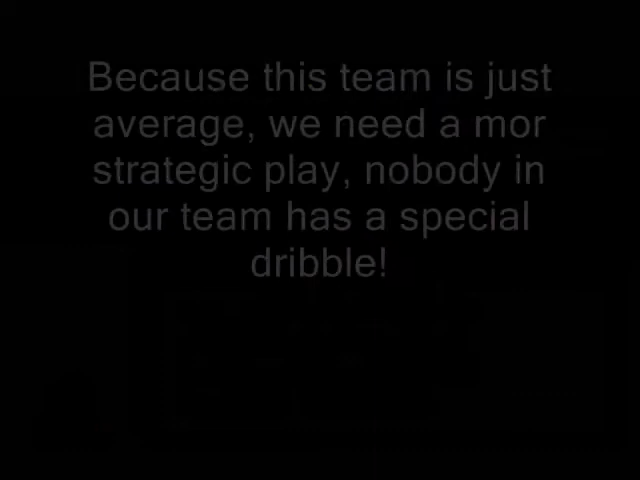 Because this team is just
average, we need a mor
strategic play, nobody in
our team has a special
dribble!